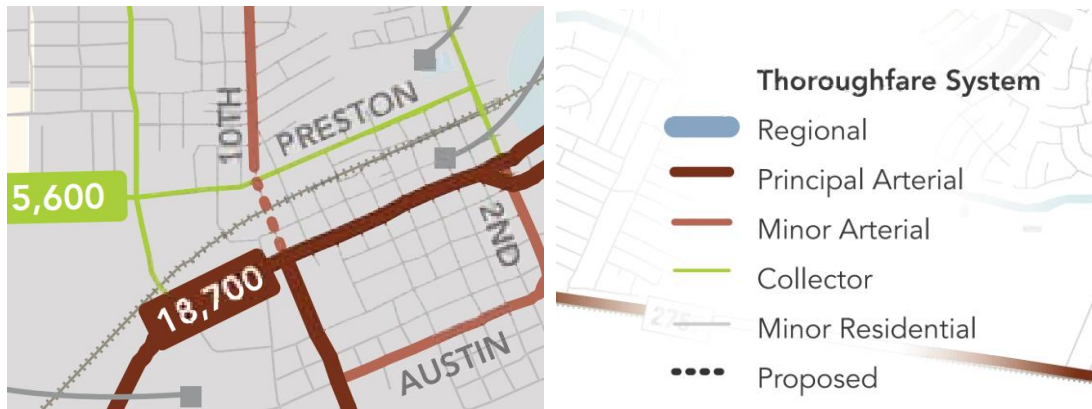 10TH
PRESTON
5,600
2ND
18,700
AUSTIN
Thoroughfare System
Regional
Principal Arterial
Minor Arterial
Collector
Minor Residential
Proposed